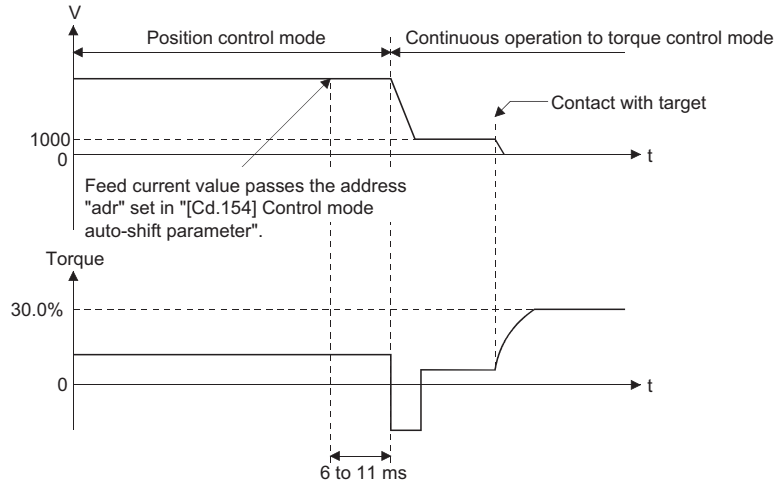 V
Position control mode
Continuous operation to torque control mode
Contact with target
1000
0
t
Feed current value passes the address
"adr" set in "[Cd.154] Control mode
auto-shift parameter".
Torque
30.0%
0
t
6 to 11 ms